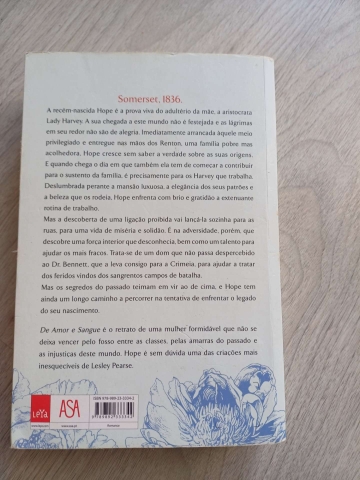 Somerset, 1836.
A recém-nascida Hope é a prova viva do adultério da mãe, a aristocrata
Lady Harvey. A sua chegada a este mundo não é festejada e as lágrimas
em seu redor não são de alegria. Imediatamente arrancada àquele meio
privilegiado e entregue nas mãos dos Renton, uma família pobre mas
acolhedora. Hope cresce sem saber a verdade sobre as suas origens.
E quando chega o dia em que também ela tem de começar a contribuir
para o sustento da família, é precisamente para os Harvey que trabalha.
Deslumbrada perante a mansão luxuosa, a elegância dos seus patrões e
a beleza que os rodeia, Hope enfrenta com brio e gratidão a extenuante
rotina de trabalho.
Mas a descoberta de uma ligação proibida vai lançá-la sozinha para as
ruas, para uma vida de miséria e solidão. É na adversidade, porém, que
descobre uma força interior que desconhecia, bem como um talento para
ajudar os mais fracos. Trata-se de um dom que não passa despercebido
ao Dr. Bennett, que a leva consigo para a Crimeia, para ajudar a tratar
dos feridos vindos dos sangrentos campos de batalha.
Mas os segredos do passado teimam em vir ao de cima, e Hope tem
ainda um longo caminho a percorrer na tentativa de enfrentar o legado
do seu nascimento.
De Amor e Sangue é o retrato de uma mulher formidável que não se
deixa vencer pelo fosso entre as classes, pelas amarras do passado e
as injustiças deste mundo. Hope é sem dúvida uma das criações mais
inesquecíveis de Lesley Pearse.
LeYa
ASA